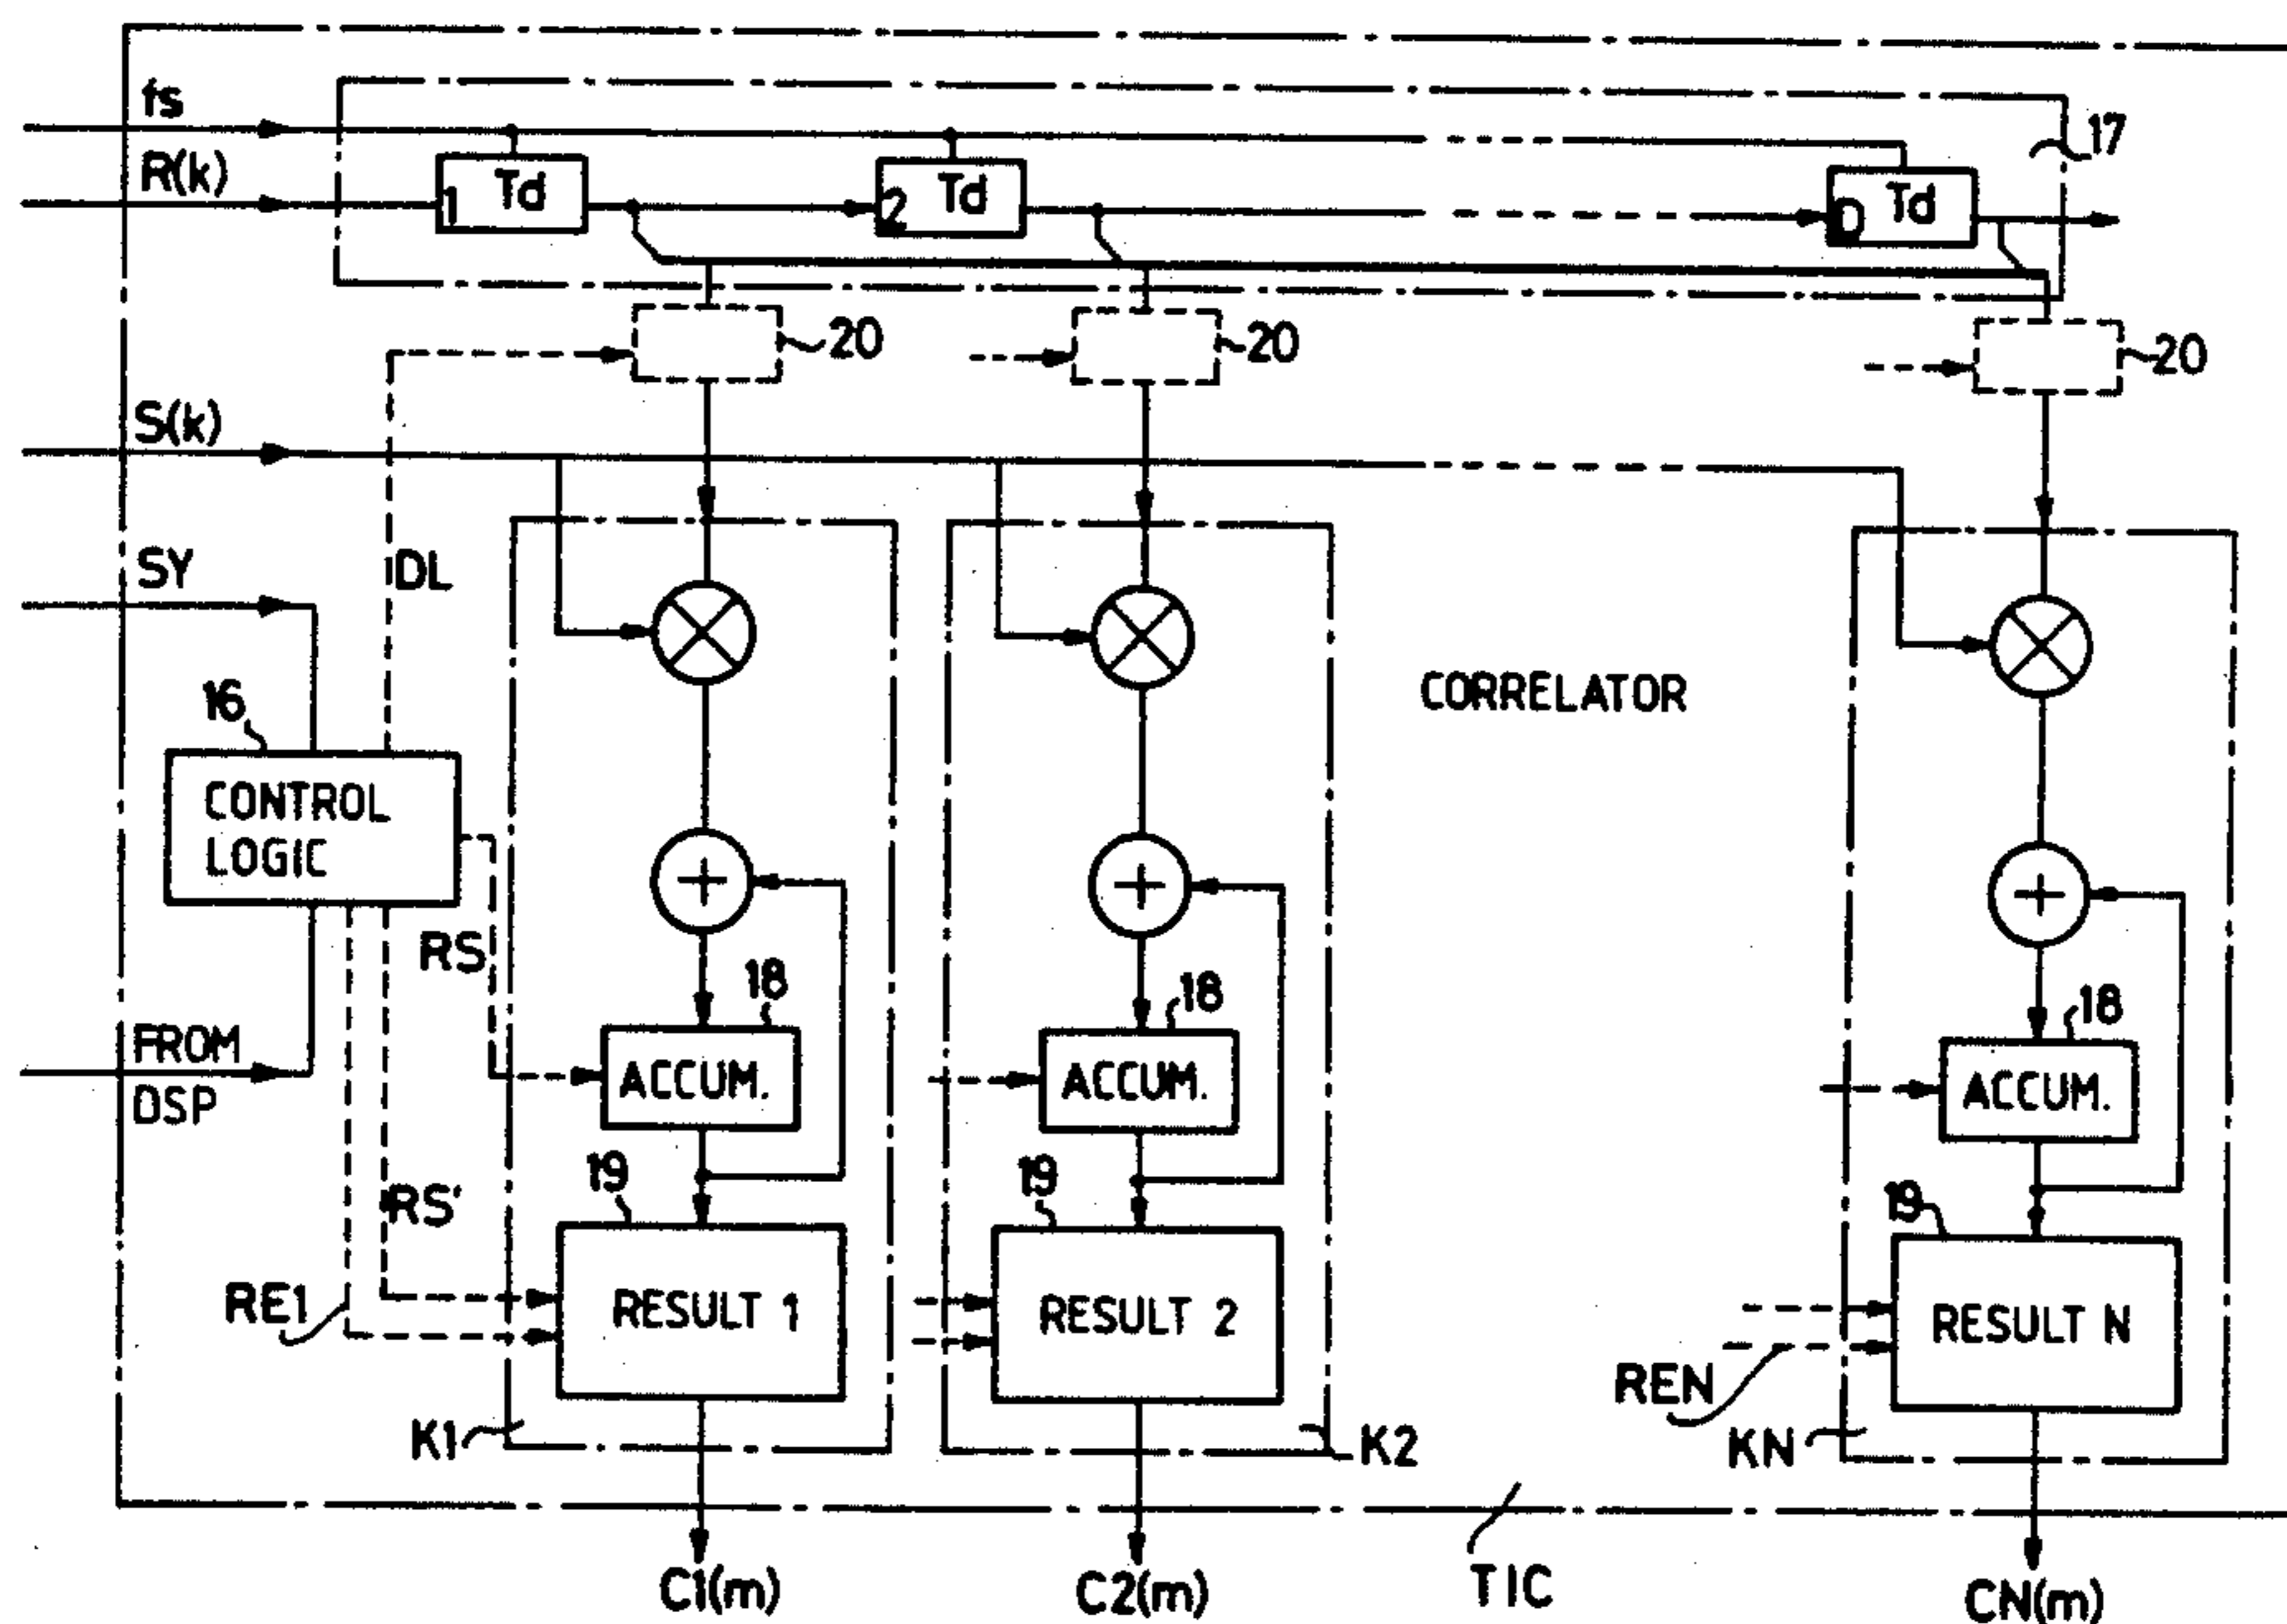 fs
R(k)
1 Td
2 Td
D Td
17
20
20
20
S(k)
SY
DL
CORRELATOR
16
CONTROL
LOGIC
RS
18
18
18
FROM
DSP
ACCUM.
ACCUM.
ACCUM.
19
19
19
RS'
RE1
RESULT 1
RESULT 2
RESULT N
REN
K1
K2
KN
TIC
C1(m)
C2(m)
CN(m)